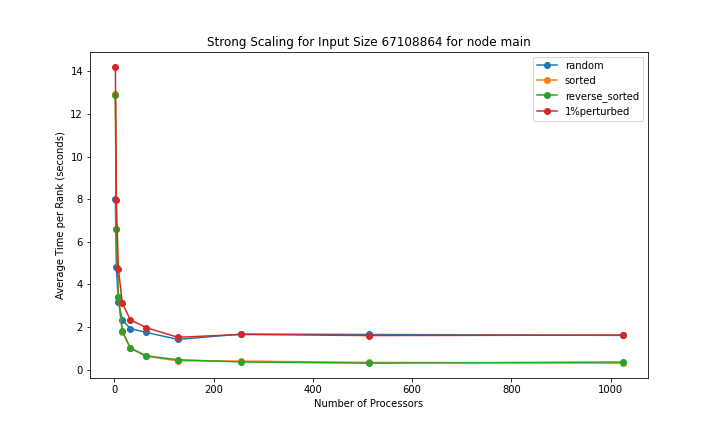 Strong Scaling for Input Size 67108864 for node main
random
sorted
reverse_sorted
1%perturbed
Average Time per Rank (seconds)
14
12
10
8
6
4
2
0
0 200 400 600 800 1000
Number of Processors